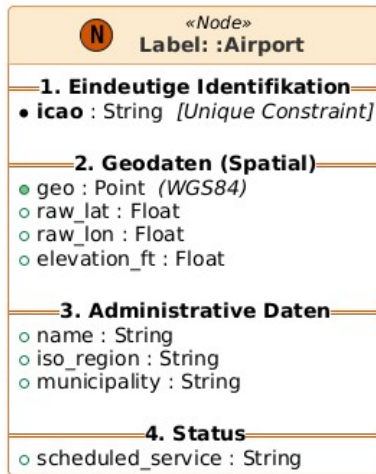 N
«Node»
Label: :Airport
1. Eindeutige Identifikation
icao : String [Unique Constraint]
2. Geodaten (Spatial)
geo : Point (WGS84)
raw_lat : Float
raw_lon : Float
elevation_ft : Float
3. Administrative Daten
name : String
iso_region : String
municipality : String
4. Status
scheduled_service : String